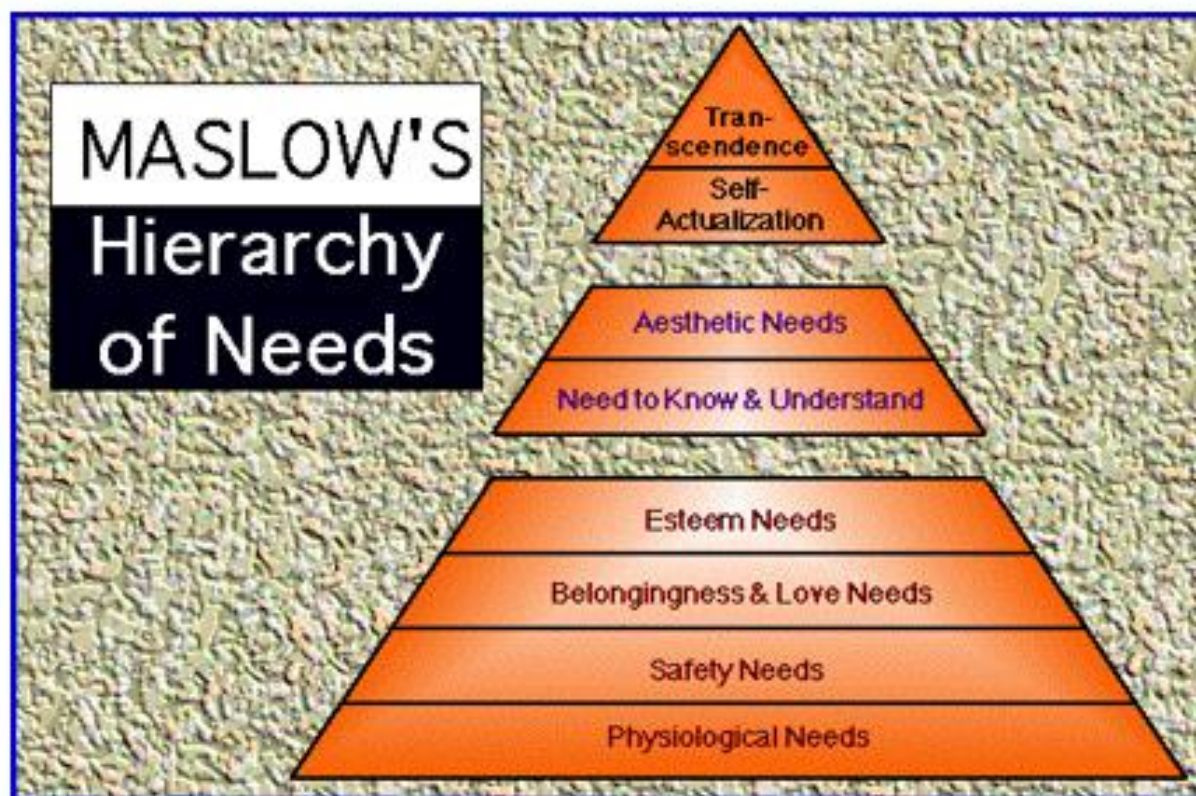 MASLOW'S
Hierarchy
of Needs
Tran-
scendence
Self-
Actualization
Aesthetic Needs
Need to Know & Understand
Esteem Needs
Belongingness & Love Needs
Safety Needs
Physiological Needs